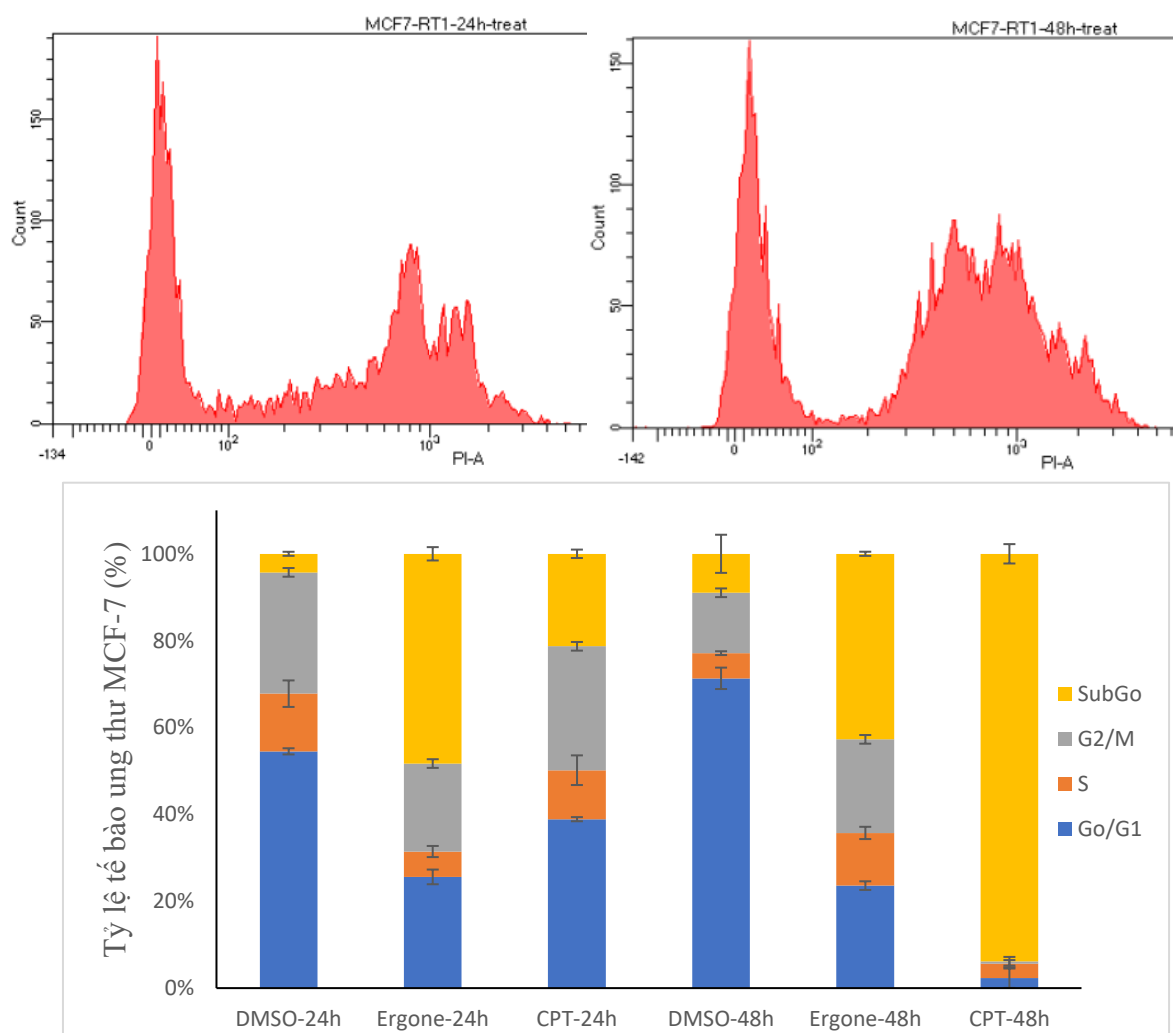 MCF7-RT1-24h-treat
Count
150
100
50
0
-134
0
10²
10³
PI-A
MCF7-RT1-48h-treat
Count
150
100
50
0
-142
0
10²
10³
PI-A
Tỷ lệ tế bào ung thư MCF-7 (%)
100%
80%
60%
40%
20%
0%
DMSO-24h Ergone-24h CPT-24h DMSO-48h Ergone-48h CPT-48h
SubGo
G2/M
S
Go/G1